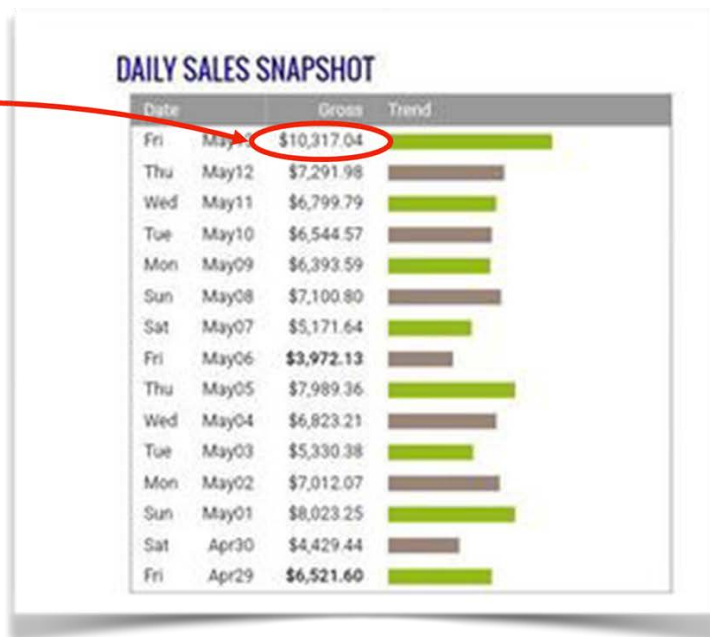 DAILY SALES SNAPSHOT
Date Gross Trend
Fri May13 $10,317.04
Thu May12 $7,291.98
Wed May11 $6,799.79
Tue May10 $6,544.57
Mon May09 $6,393.59
Sun May08 $7,100.80
Sat May07 $5,171.64
Fri May06 $3,972.13
Thu May05 $7,989.36
Wed May04 $6,823.21
Tue May03 $5,330.38
Mon May02 $7,012.07
Sun May01 $8,023.25
Sat Apr30 $4,429.44
Fri Apr29 $6,521.60